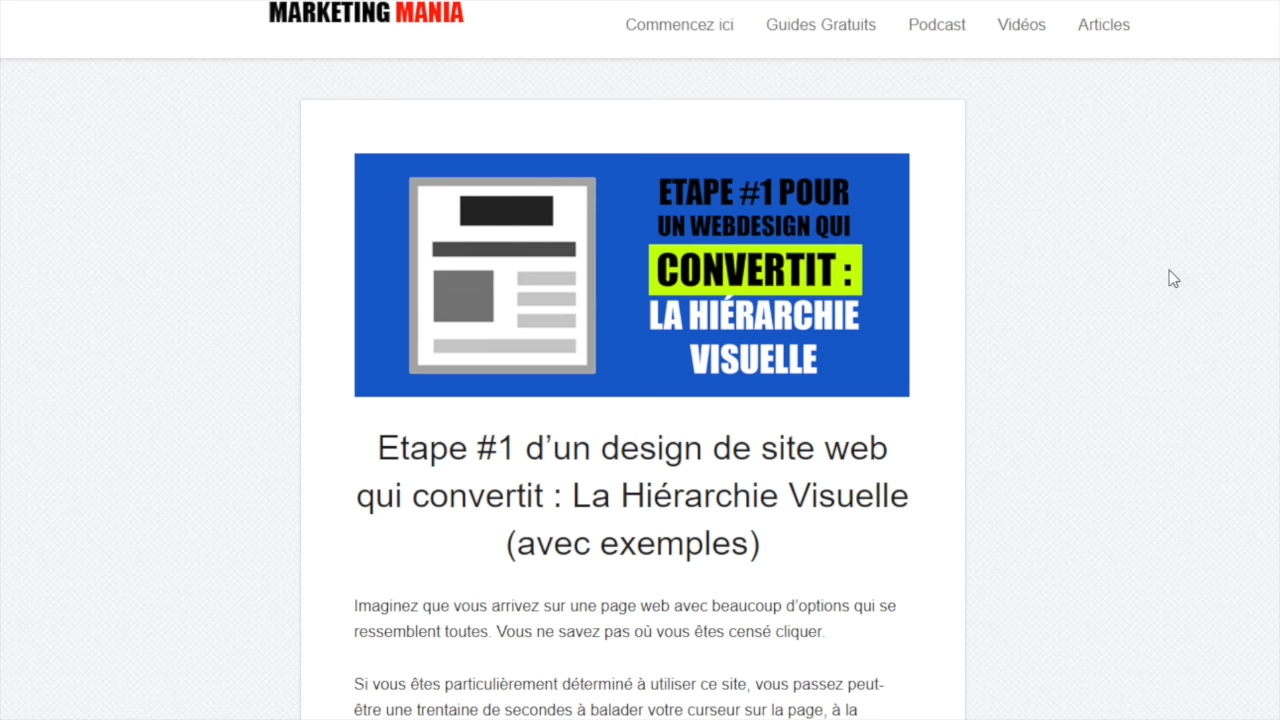 MARKETING MANIA
Commencez ici Guides Gratuits Podcast Vidéos Articles
ETAPE #1 POUR
UN WEBDESIGN QUI
CONVERTIT :
LA HIÉRARCHIE
VISUELLE
Etape #1 d’un design de site web
qui convertit : La Hiérarchie Visuelle
(avec exemples)
Imaginez que vous arrivez sur une page web avec beaucoup d’options qui se
ressemblent toutes. Vous ne savez pas où vous êtes censé cliquer.
Si vous êtes particulièrement déterminé à utiliser ce site, vous passez peut-
être une trentaine de secondes à balader votre curseur sur la page, à la